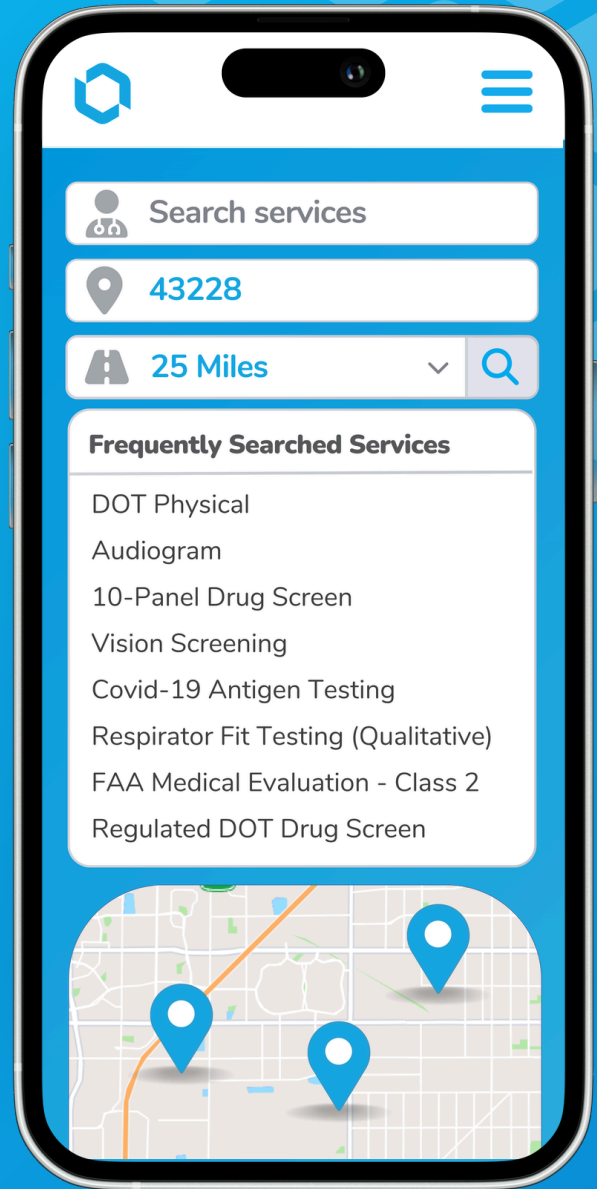 Search services
43228
25 Miles
Frequently Searched Services
DOT Physical
Audiogram
10-Panel Drug Screen
Vision Screening
Covid-19 Antigen Testing
Respirator Fit Testing (Qualitative)
FAA Medical Evaluation - Class 2
Regulated DOT Drug Screen